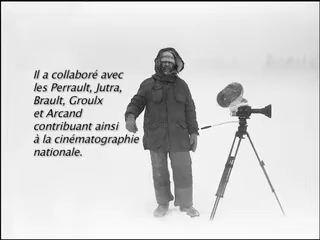 Il a collaboré avec
les Perrault, Jutra,
Brault, Groulx
et Arcand
contribuant ainsi
à la cinématographie
nationale.